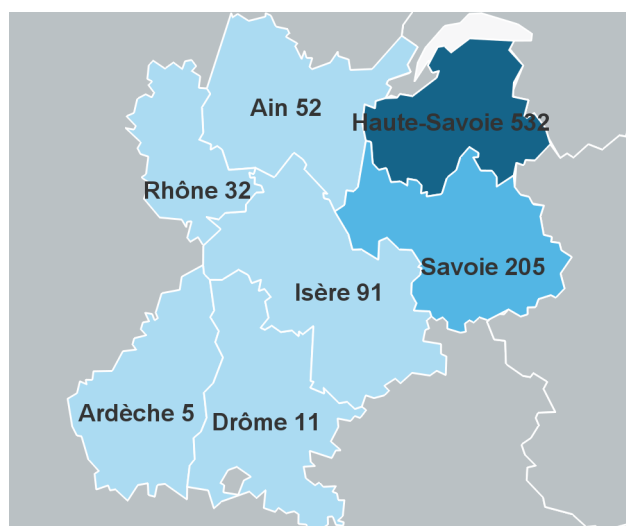 Ain 52
Haute-Savoie 532
Rhône 32
Savoie 205
Isère 91
Ardèche 5
Drôme 11